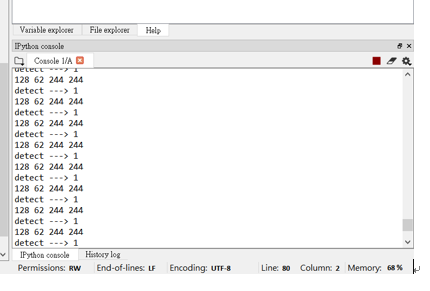 Variable explorer File explorer Help
IPython console
Console 1/A
detect ---> 1
128 62 244 244
detect ---> 1
128 62 244 244
detect ---> 1
128 62 244 244
detect ---> 1
128 62 244 244
detect ---> 1
128 62 244 244
detect ---> 1
128 62 244 244
detect ---> 1
128 62 244 244
detect ---> 1
128 62 244 244
detect ---> 1
IPython console History log
Permissions: RW End-of-lines: LF Encoding: UTF-8 Line: 80 Column: 2 Memory: 68 %